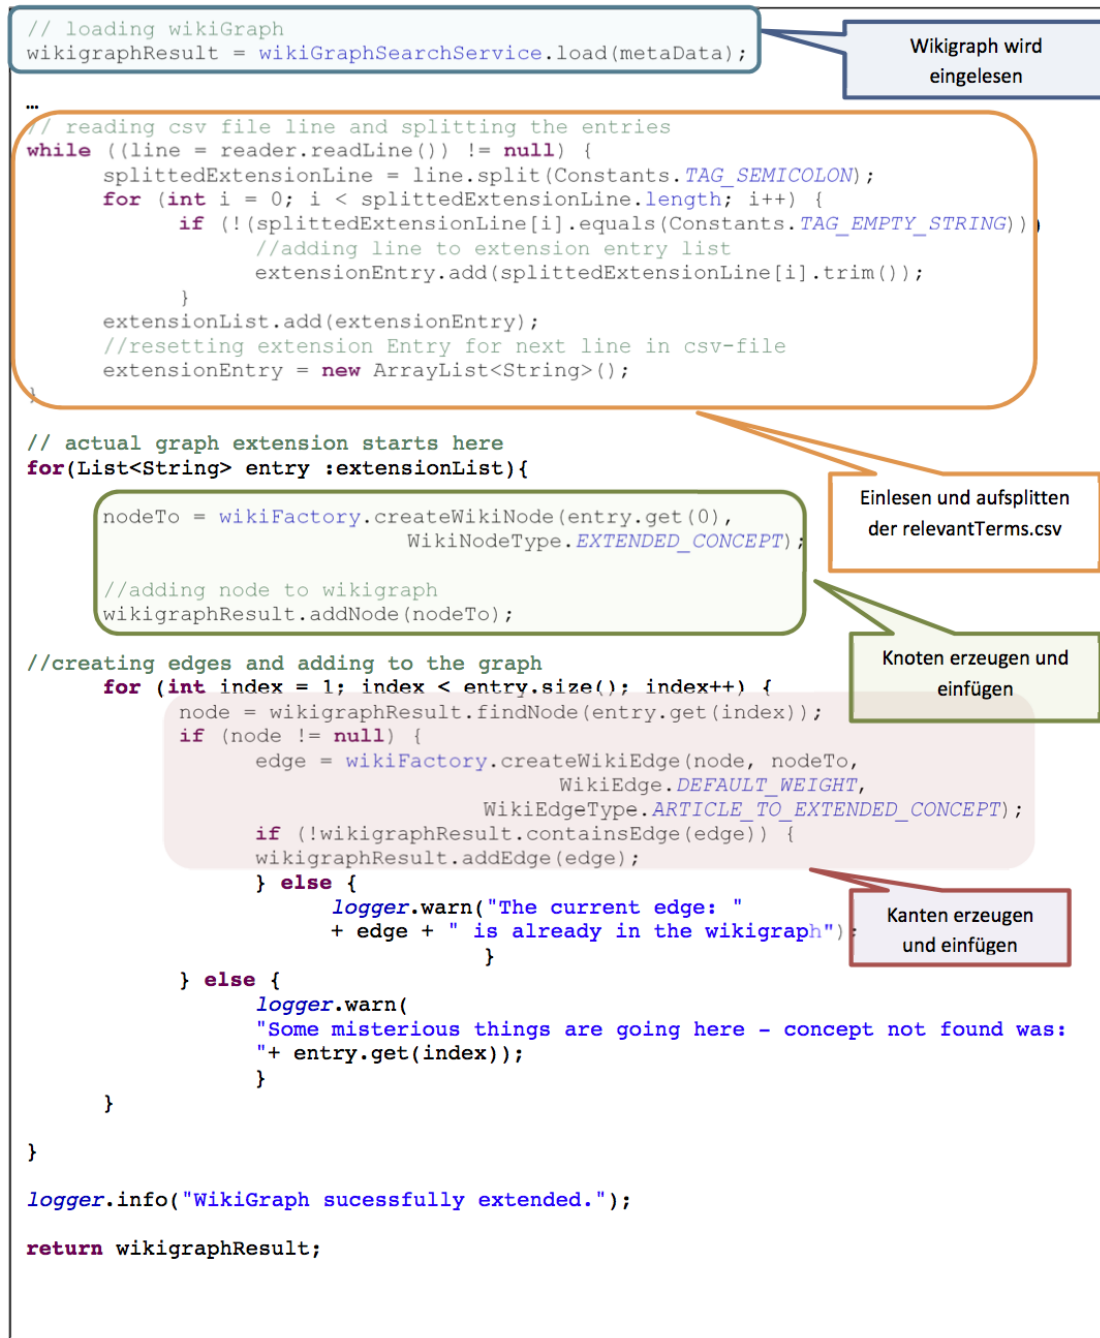 // loading wikiGraph
wikigraphResult = wikiGraphSearchService.load(metaData);
Wikigraph wird
eingelesen
…
// reading csv file line and splitting the entries
while ((line = reader.readLine()) != null) {
splittedExtensionLine = line.split(Constants.TAG_SEMICOLON);
for (int i = 0; i < splittedExtensionLine.length; i++) {
if (!(splittedExtensionLine[i].equals(Constants.TAG_EMPTY_STRING)))
//adding line to extension entry list
extensionEntry.add(splittedExtensionLine[i].trim());
}
extensionList.add(extensionEntry);
//resetting extension Entry for next line in csv-file
extensionEntry = new ArrayList<String>();
}
Einlesen und aufsplitten
der relevantTerms.csv
// actual graph extension starts here
for(List<String> entry :extensionList){
nodeTo = wikiFactory.createWikiNode(entry.get(0),
WikiNodeType.EXTENDED_CONCEPT);
//adding node to wikigraph
wikigraphResult.addNode(nodeTo);
Knoten erzeugen und
einfügen
//creating edges and adding to the graph
for (int index = 1; index < entry.size(); index++) {
node = wikigraphResult.findNode(entry.get(index));
if (node != null) {
edge = wikiFactory.createWikiEdge(node, nodeTo,
WikiEdge.DEFAULT_WEIGHT,
WikiEdgeType.ARTICLE_TO_EXTENDED_CONCEPT);
if (!wikigraphResult.containsEdge(edge)) {
wikigraphResult.addEdge(edge);
} else {
logger.warn("The current edge: "
+ edge + " is already in the wikigraph");
}
Kanten erzeugen
und einfügen
} else {
logger.warn(
"Some misterious things are going here - concept not found was:
"+ entry.get(index));
}
}
}
logger.info("WikiGraph sucessfully extended.");
return wikigraphResult;